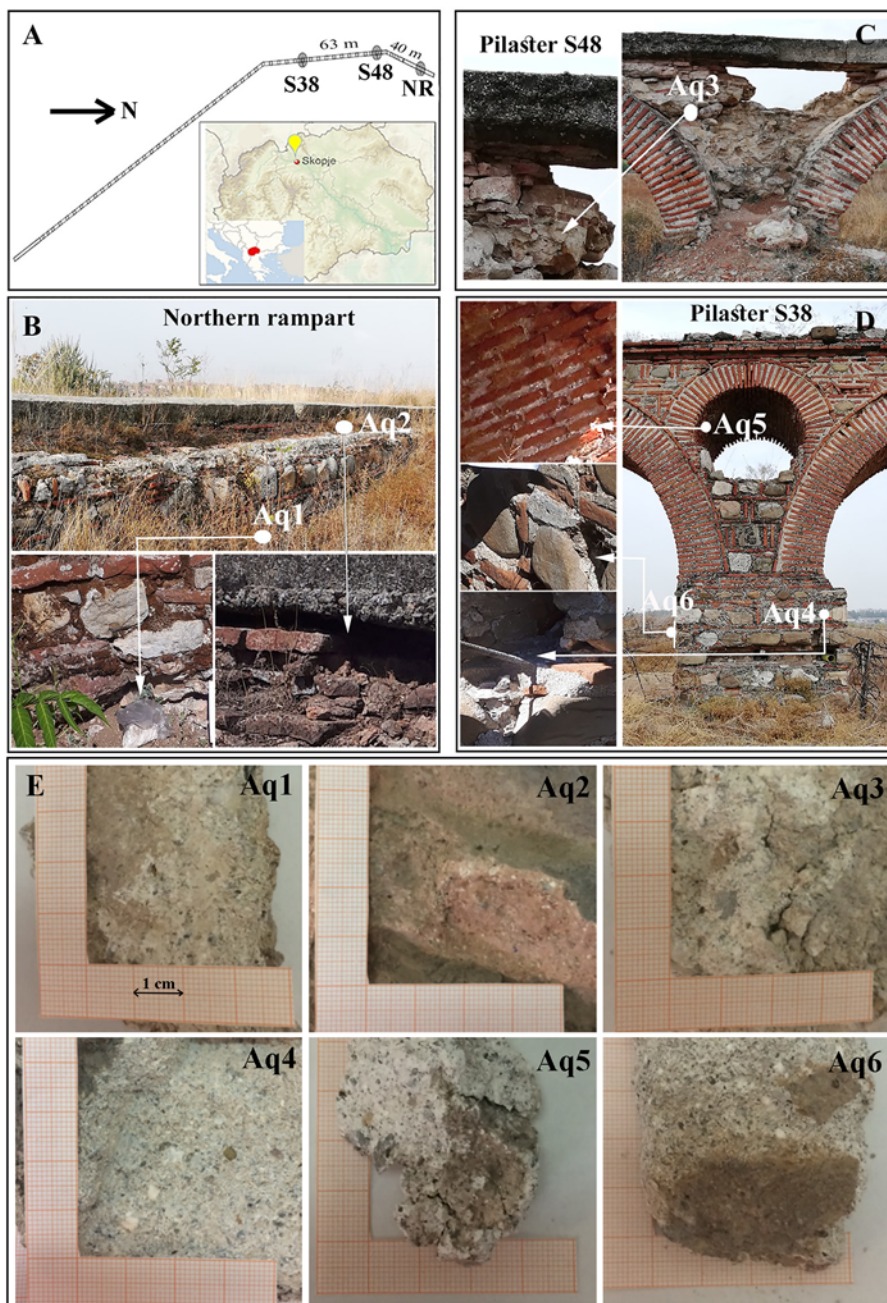 A
63 m
40 m
S38
S48
NR
N
Skopje
C
Pilaster S48
Aq3
B
Northern rampart
Aq2
Aq1
D
Pilaster S38
Aq5
Aq6
Aq4
E
Aq1
Aq2
Aq3
1 cm
Aq4
Aq5
Aq6